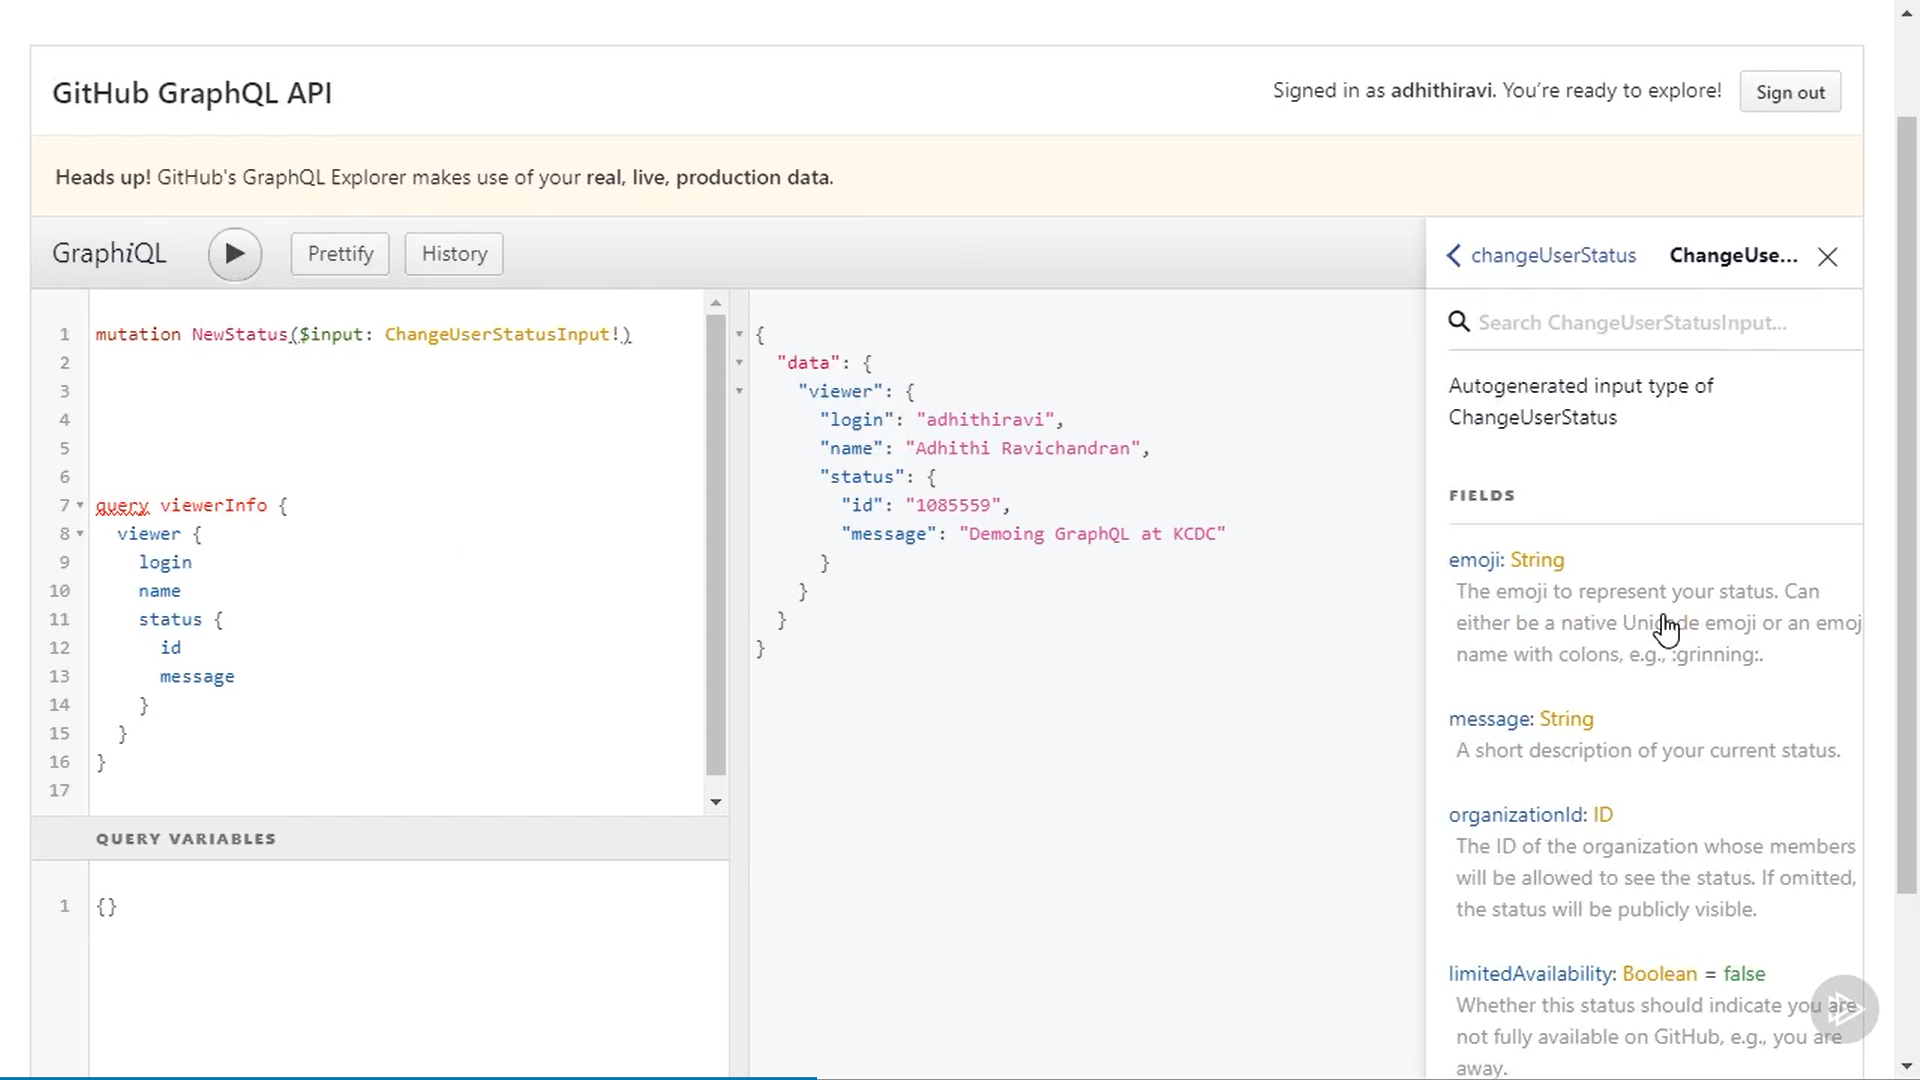 GitHub GraphQL API
Signed in as adhithiravi. You're ready to explore!
Sign out
Heads up! GitHub's GraphQL Explorer makes use of your real, live, production data.
GraphiQL
Prettify
History
1 mutation NewStatus($input: ChangeUserStatusInput!)
2
3
4
5
6
7 query viewerInfo {
8 viewer {
9 login
10 name
11 status {
12 id
13 message
14 }
15 }
16 }
17
QUERY VARIABLES
1 {}
{
"data": {
"viewer": {
"login": "adhithiravi",
"name": "Adhithi Ravichandran",
"status": {
"id": "1085559",
"message": "Demoing GraphQL at KCDC"
}
}
}
}
changeUserStatus
ChangeUse...
Search ChangeUserStatusInput...
Autogenerated input type of
ChangeUserStatus
FIELDS
emoji: String
The emoji to represent your status. Can
either be a native Unicode emoji or an emoj
name with colons, e.g., :grinning:.
message: String
A short description of your current status.
organizationId: ID
The ID of the organization whose members
will be allowed to see the status. If omitted,
the status will be publicly visible.
limitedAvailability: Boolean = false
Whether this status should indicate you are
not fully available on GitHub, e.g., you are
away.